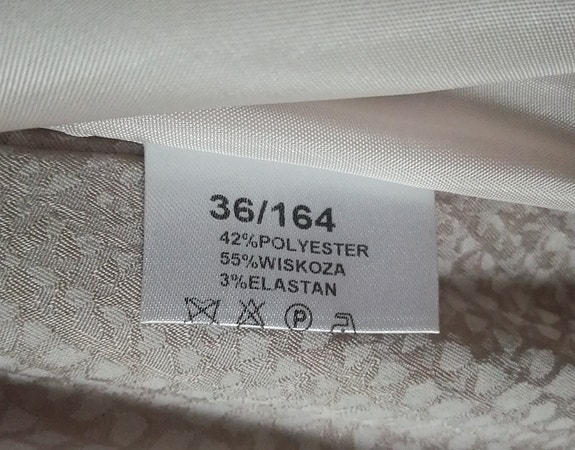 36/164
42%POLYESTER
55%WISKOZA
3%ELASTAN
P